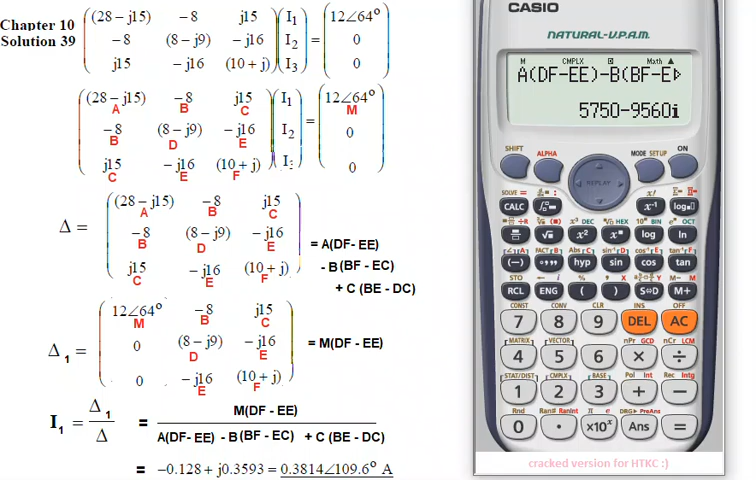 Chapter 10
Solution 39
(28 – j15) –8 j15 I1 12∠64°
–8 (8 – j9) –j16 I2 = 0
j15 –j16 (10 + j) I3 0
(28 – j15) –8 j15 I1 12∠64°
A B C M
–8 (8 – j9) –j16 I2 = 0
B D E
j15 –j16 (10 + j) I3 0
C E F
(28 – j15) –8 j15
A B C
Δ = –8 (8 – j9) –j16 = A(DF - EE)
B D E
j15 –j16 (10 + j) - B (BF - EC)
C E F
+ C (BE - DC)
12∠64° –8 j15
M B C
Δ1 = 0 (8 – j9) –j16 = M(DF - EE)
D E
0 –j16 (10 + j)
E F
I1 = Δ1 / Δ = M(DF - EE) / A(DF- EE) - B (BF - EC) + C (BE - DC)
= –0.128 + j0.3593 = 0.3814∠109.6° A
CASIO
NATURAL-V.P.A.M.
M CMPLX Math ▲
A(DF-EE)-B(BF-E▶
5750-9560i
SHIFT ALPHA MODE SETUP ON
REPLAY
SOLVE = : x! Σ=
CALC x⁻¹ log
x³ DEC HEX 10ˣ BIN eˣ OCT
x² log ln
∠ A FACT B Abs C sin⁻¹ D cos⁻¹ E tan⁻¹ F
(–) °’” hyp sin cos tan
STO ← X Y M– M
RCL ENG ( ) S⇔D M+
CONST CONV CLR INS OFF
7 8 9 DEL AC
[MATRIX] [VECTOR] nPr GCD nCr LCM
4 5 6 × ÷
[STAT/DIST] [CMPLX] [BASE] Pol Int Rec Intg
1 2 3 + −
Rnd Ran# RanInt π e DRG▶ PreAns
0 . ×10ˣ Ans =
cracked version for HTKC :)